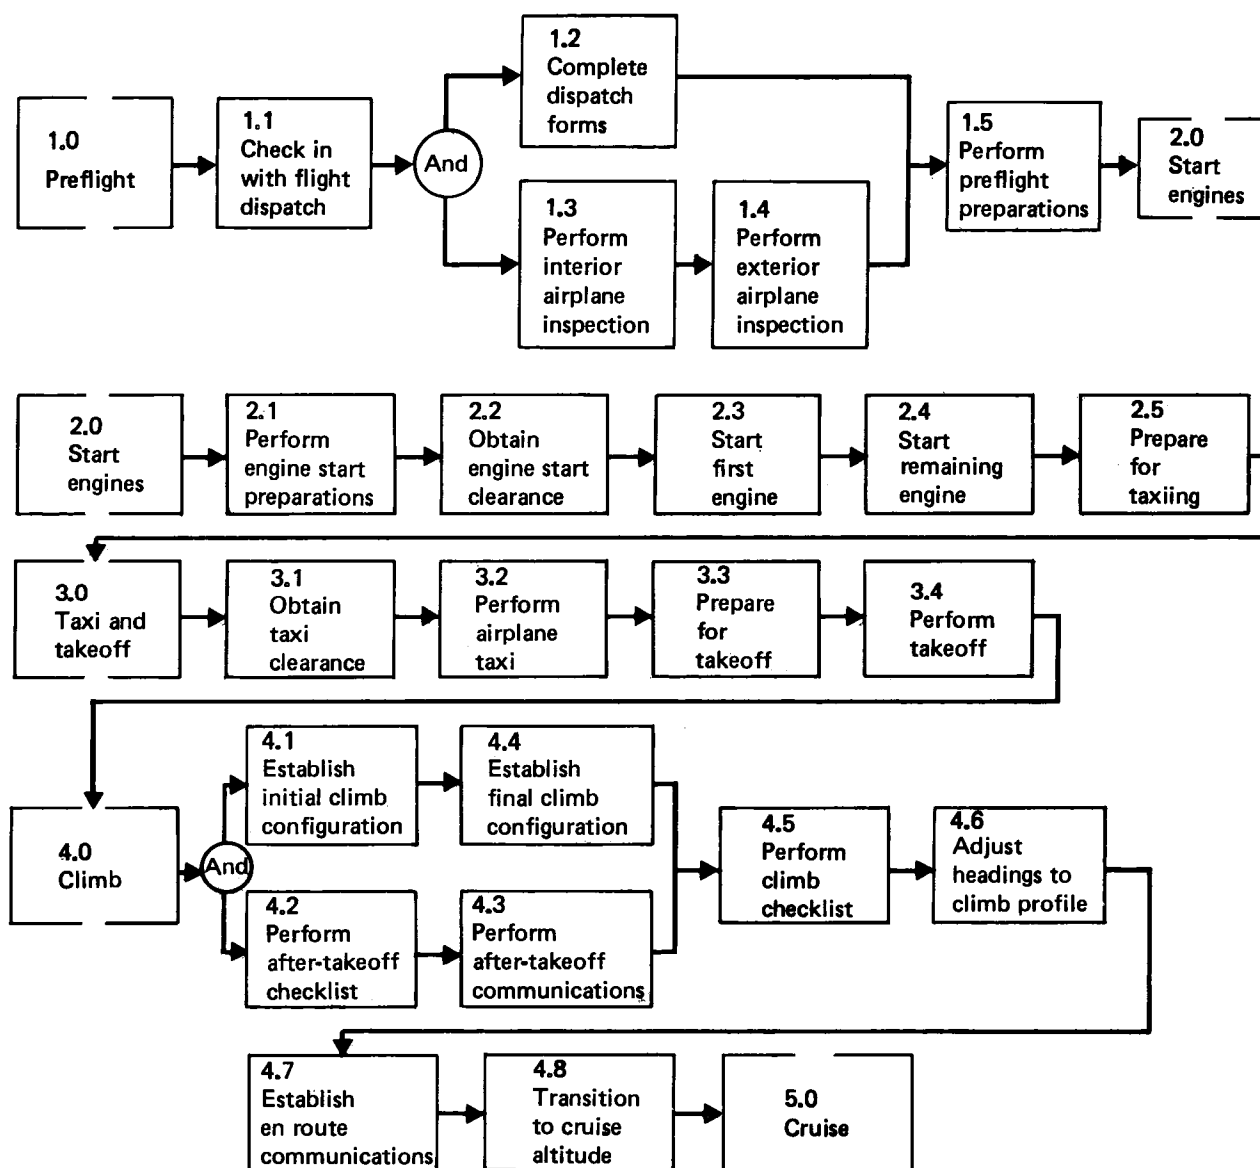 1.0
Preflight
1.1
Check in
with flight
dispatch
And
1.2
Complete
dispatch
forms
1.3
Perform
interior
airplane
inspection
1.4
Perform
exterior
airplane
inspection
1.5
Perform
preflight
preparations
2.0
Start
engines
2.0
Start
engines
2.1
Perform
engine start
preparations
2.2
Obtain
engine start
clearance
2.3
Start
first
engine
2.4
Start
remaining
engine
2.5
Prepare
for
taxiing
3.0
Taxi and
takeoff
3.1
Obtain
taxi
clearance
3.2
Perform
airplane
taxi
3.3
Prepare
for
takeoff
3.4
Perform
takeoff
4.0
Climb
And
4.1
Establish
initial climb
configuration
4.4
Establish
final climb
configuration
4.2
Perform
after-takeoff
checklist
4.3
Perform
after-takeoff
communications
4.5
Perform
climb
checklist
4.6
Adjust
headings to
climb profile
4.7
Establish
en route
communications
4.8
Transition
to cruise
altitude
5.0
Cruise